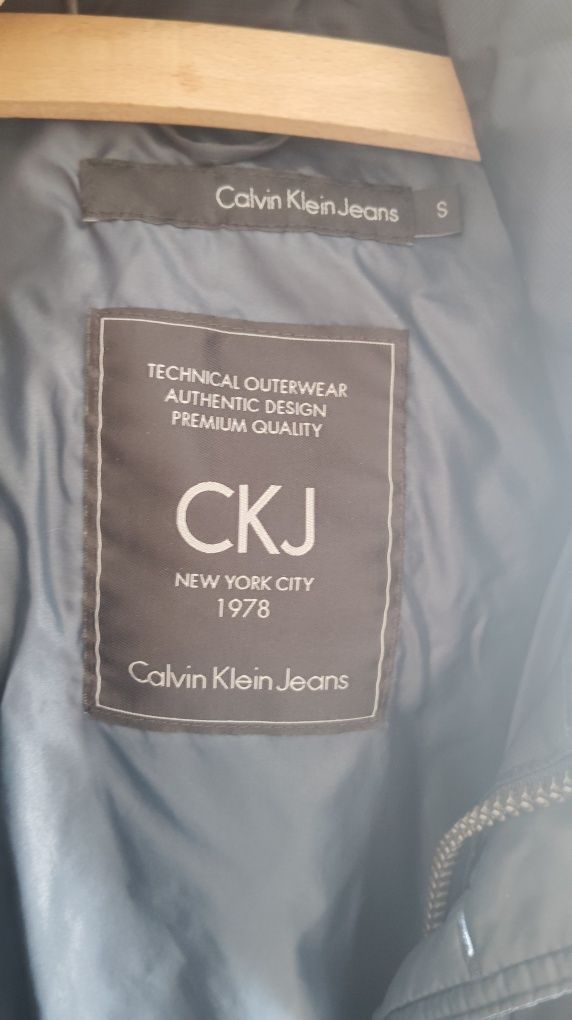 Calvin Klein Jeans S
TECHNICAL OUTERWEAR
AUTHENTIC DESIGN
PREMIUM QUALITY
CKJ
NEW YORK CITY
1978
Calvin Klein Jeans